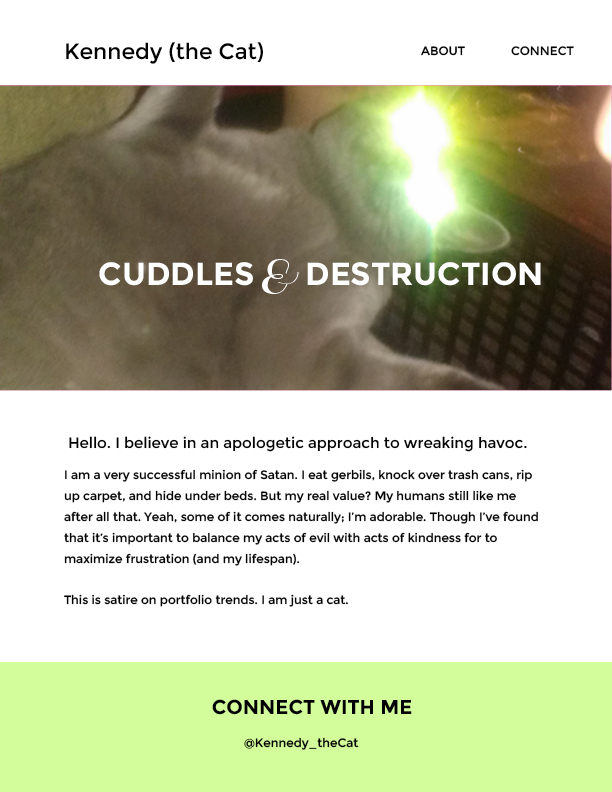 Kennedy (the Cat)
ABOUT
CONNECT
CUDDLES & DESTRUCTION
Hello. I believe in an apologetic approach to wreaking havoc.
I am a very successful minion of Satan. I eat gerbils, knock over trash cans, rip
up carpet, and hide under beds. But my real value? My humans still like me
after all that. Yeah, some of it comes naturally; I'm adorable. Though I've found
that it's important to balance my acts of evil with acts of kindness for to
maximize frustration (and my lifespan).
This is satire on portfolio trends. I am just a cat.
CONNECT WITH ME
@Kennedy_theCat